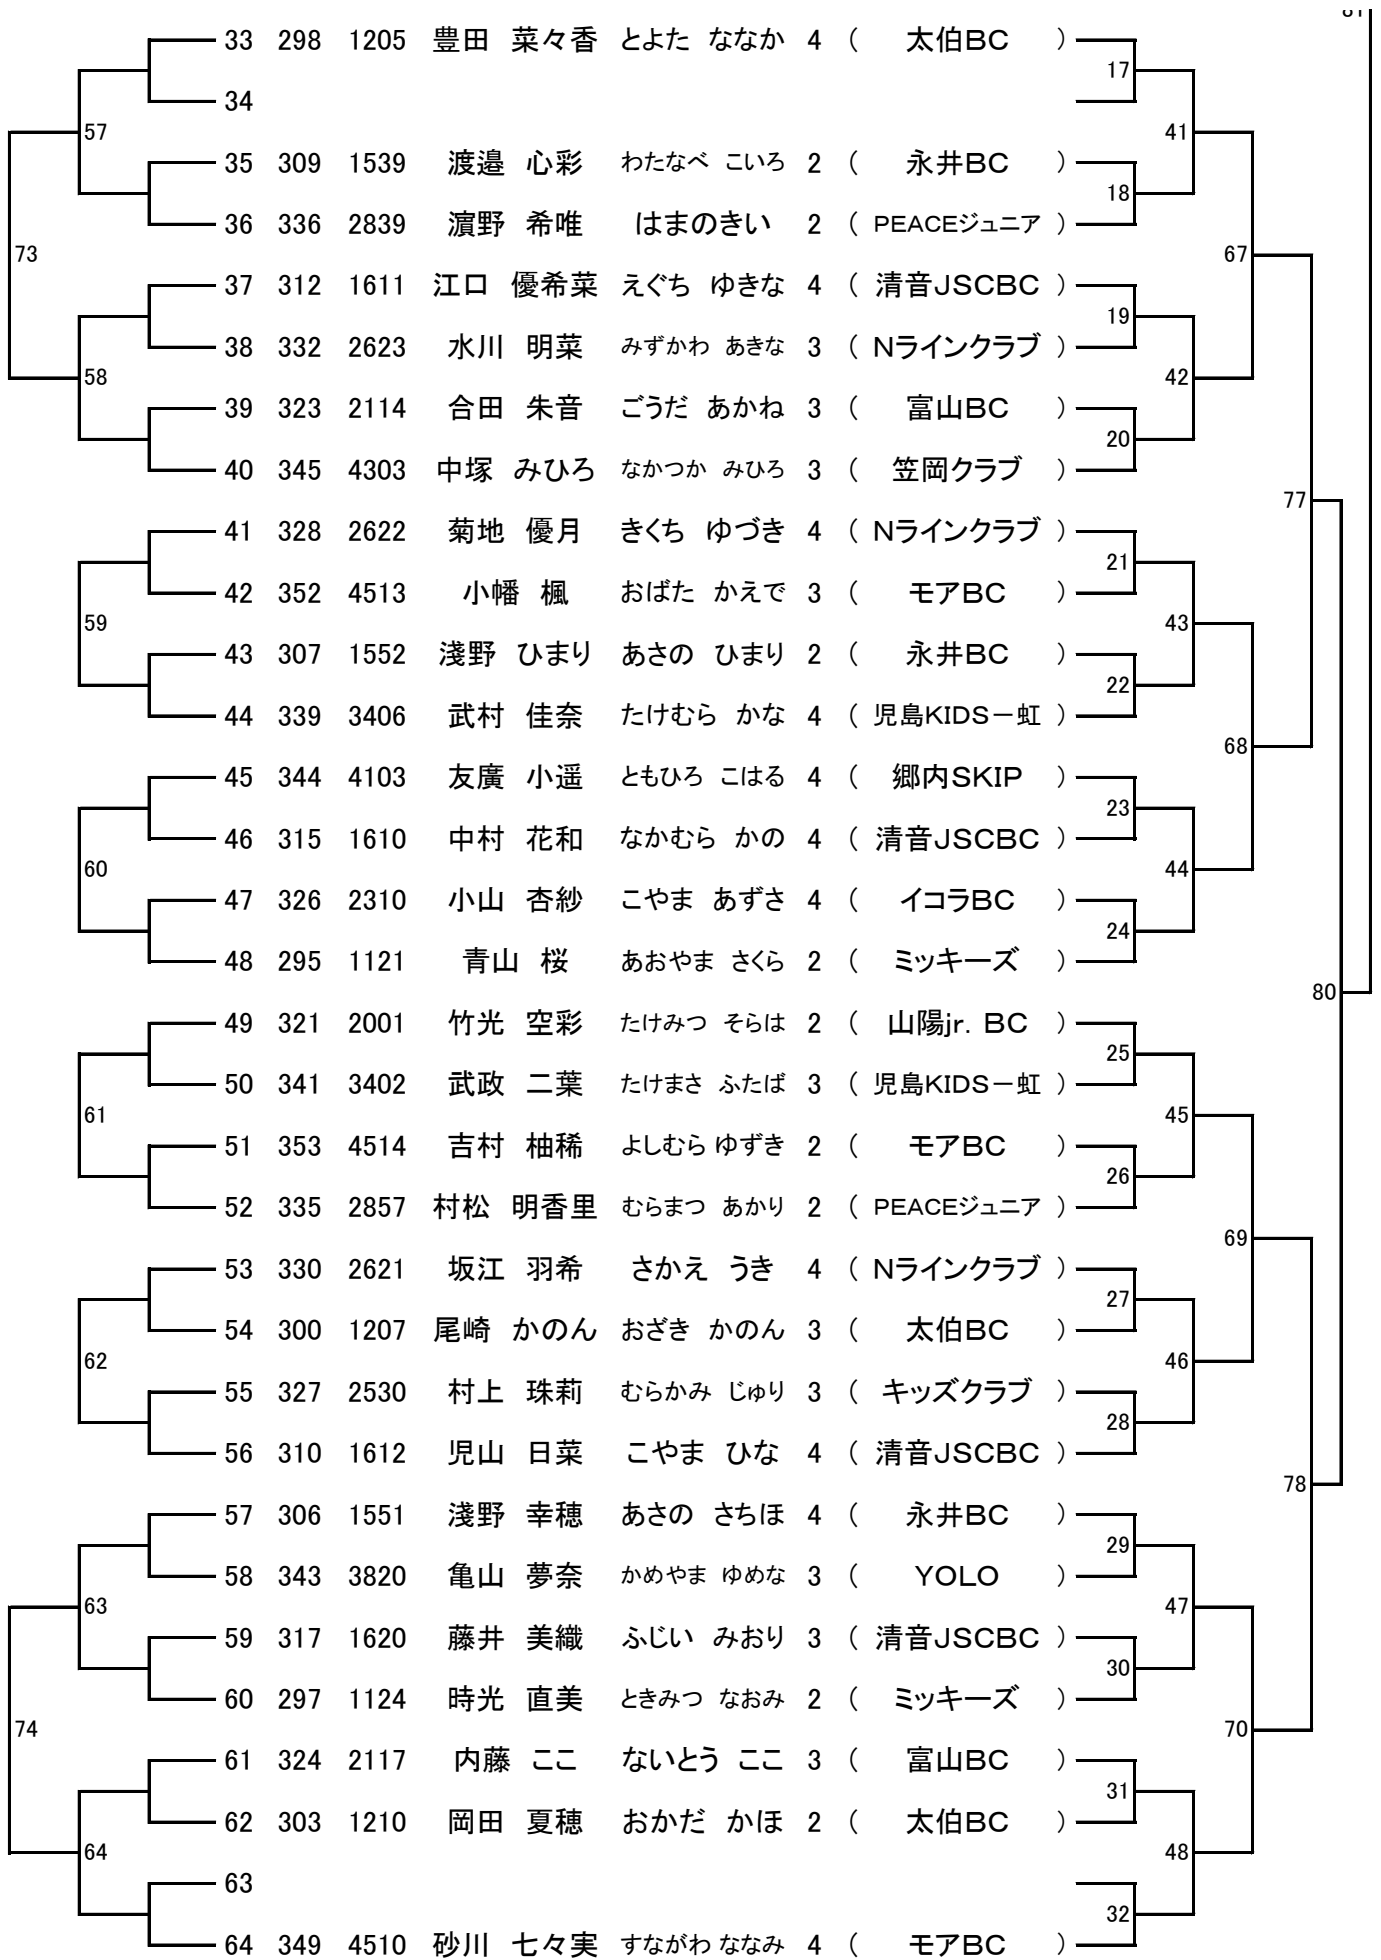 81
33 298 1205 豊田 菜々香 とよた ななか 4 ( 太伯BC )
17
34
57 41
35 309 1539 渡邉 心彩 わたなべ こいろ 2 ( 永井BC )
18
36 336 2839 濵野 希唯 はまのきい 2 ( PEACEジュニア )
73 67
37 312 1611 江口 優希菜 えぐち ゆきな 4 ( 清音JSCBC )
19
38 332 2623 水川 明菜 みずかわ あきな 3 ( Nラインクラブ )
58 42
39 323 2114 合田 朱音 ごうだ あかね 3 ( 富山BC )
20
40 345 4303 中塚 みひろ なかつか みひろ 3 ( 笠岡クラブ )
77
41 328 2622 菊地 優月 きくち ゆづき 4 ( Nラインクラブ )
21
42 352 4513 小幡 楓 おばた かえで 3 ( モアBC )
59 43
43 307 1552 淺野 ひまり あさの ひまり 2 ( 永井BC )
22
44 339 3406 武村 佳奈 たけむら かな 4 ( 児島KIDS－虹 )
68
45 344 4103 友廣 小遥 ともひろ こはる 4 ( 郷内SKIP )
23
46 315 1610 中村 花和 なかむら かの 4 ( 清音JSCBC )
60 44
47 326 2310 小山 杏紗 こやま あずさ 4 ( イコラBC )
24
48 295 1121 青山 桜 あおやま さくら 2 ( ミッキーズ )
80
49 321 2001 竹光 空彩 たけみつ そらは 2 ( 山陽jr. BC )
25
50 341 3402 武政 二葉 たけまさ ふたば 3 ( 児島KIDS－虹 )
61 45
51 353 4514 吉村 柚稀 よしむら ゆずき 2 ( モアBC )
26
52 335 2857 村松 明香里 むらまつ あかり 2 ( PEACEジュニア )
69
53 330 2621 坂江 羽希 さかえ うき 4 ( Nラインクラブ )
27
54 300 1207 尾崎 かのん おざき かのん 3 ( 太伯BC )
62 46
55 327 2530 村上 珠莉 むらかみ じゅり 3 ( キッズクラブ )
28
56 310 1612 児山 日菜 こやま ひな 4 ( 清音JSCBC )
78
57 306 1551 淺野 幸穂 あさの さちほ 4 ( 永井BC )
29
58 343 3820 亀山 夢奈 かめやま ゆめな 3 ( YOLO )
63 47
59 317 1620 藤井 美織 ふじい みおり 3 ( 清音JSCBC )
30
60 297 1124 時光 直美 ときみつ なおみ 2 ( ミッキーズ )
74 70
61 324 2117 内藤 ここ ないとう ここ 3 ( 富山BC )
31
62 303 1210 岡田 夏穂 おかだ かほ 2 ( 太伯BC )
64 48
63
32
64 349 4510 砂川 七々実 すながわ ななみ 4 ( モアBC )